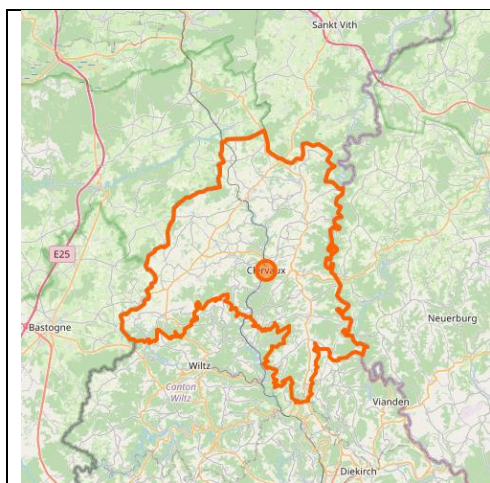 Sankt Vith
E25
Clervaux
Bastogne
Neuerburg
Wiltz
Canton
Wiltz
Vianden
Diekirch